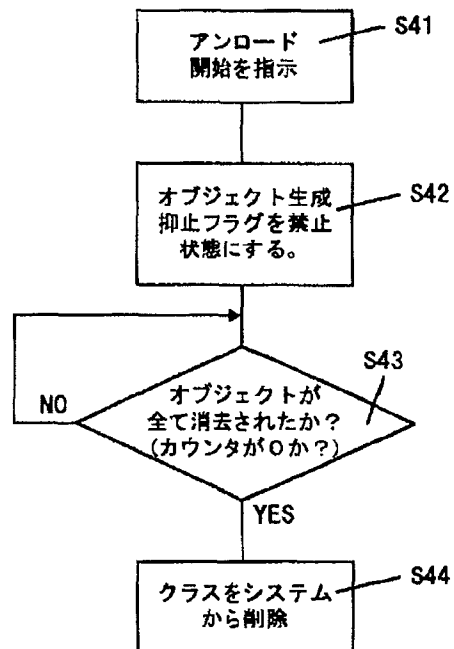 アンロード
開始を指示
S41
オブジェクト生成
抑止フラグを禁止
状態にする。
S42
オブジェクトが
全て消去されたか？
(カウンタが０か？)
S43
NO
YES
クラスをシステム
から削除
S44